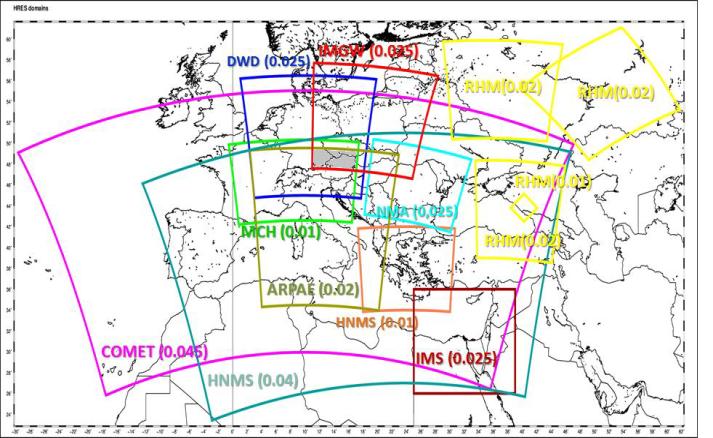 HRES domains
IMGW (0.025)
DWD (0.025)
RHM(0.02)
RHM(0.02)
RHM(0.01)
NMA (0.025)
MCH (0.01)
RHM(0.02)
ARPAE (0.02)
HNMS (0.01)
COMET (0.045)
IMS (0.025)
HNMS (0.04)